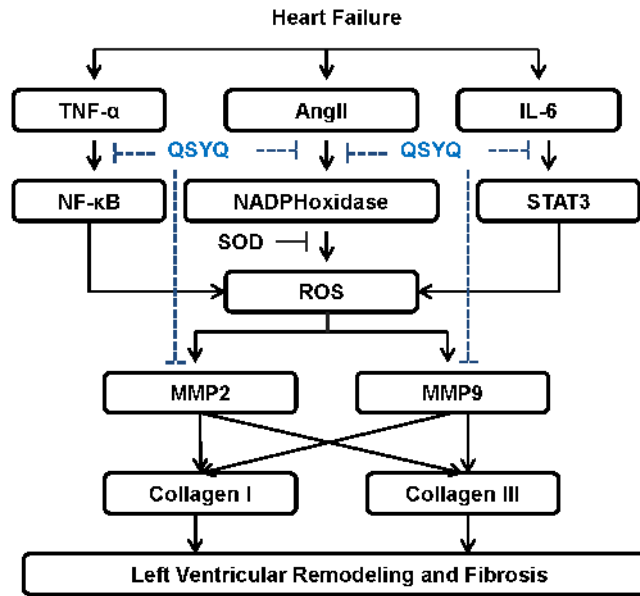 Heart Failure
TNF-α
AngII
IL-6
QSYQ
QSYQ
NF-κB
NADPHoxidase
STAT3
SOD
ROS
MMP2
MMP9
Collagen I
Collagen III
Left Ventricular Remodeling and Fibrosis